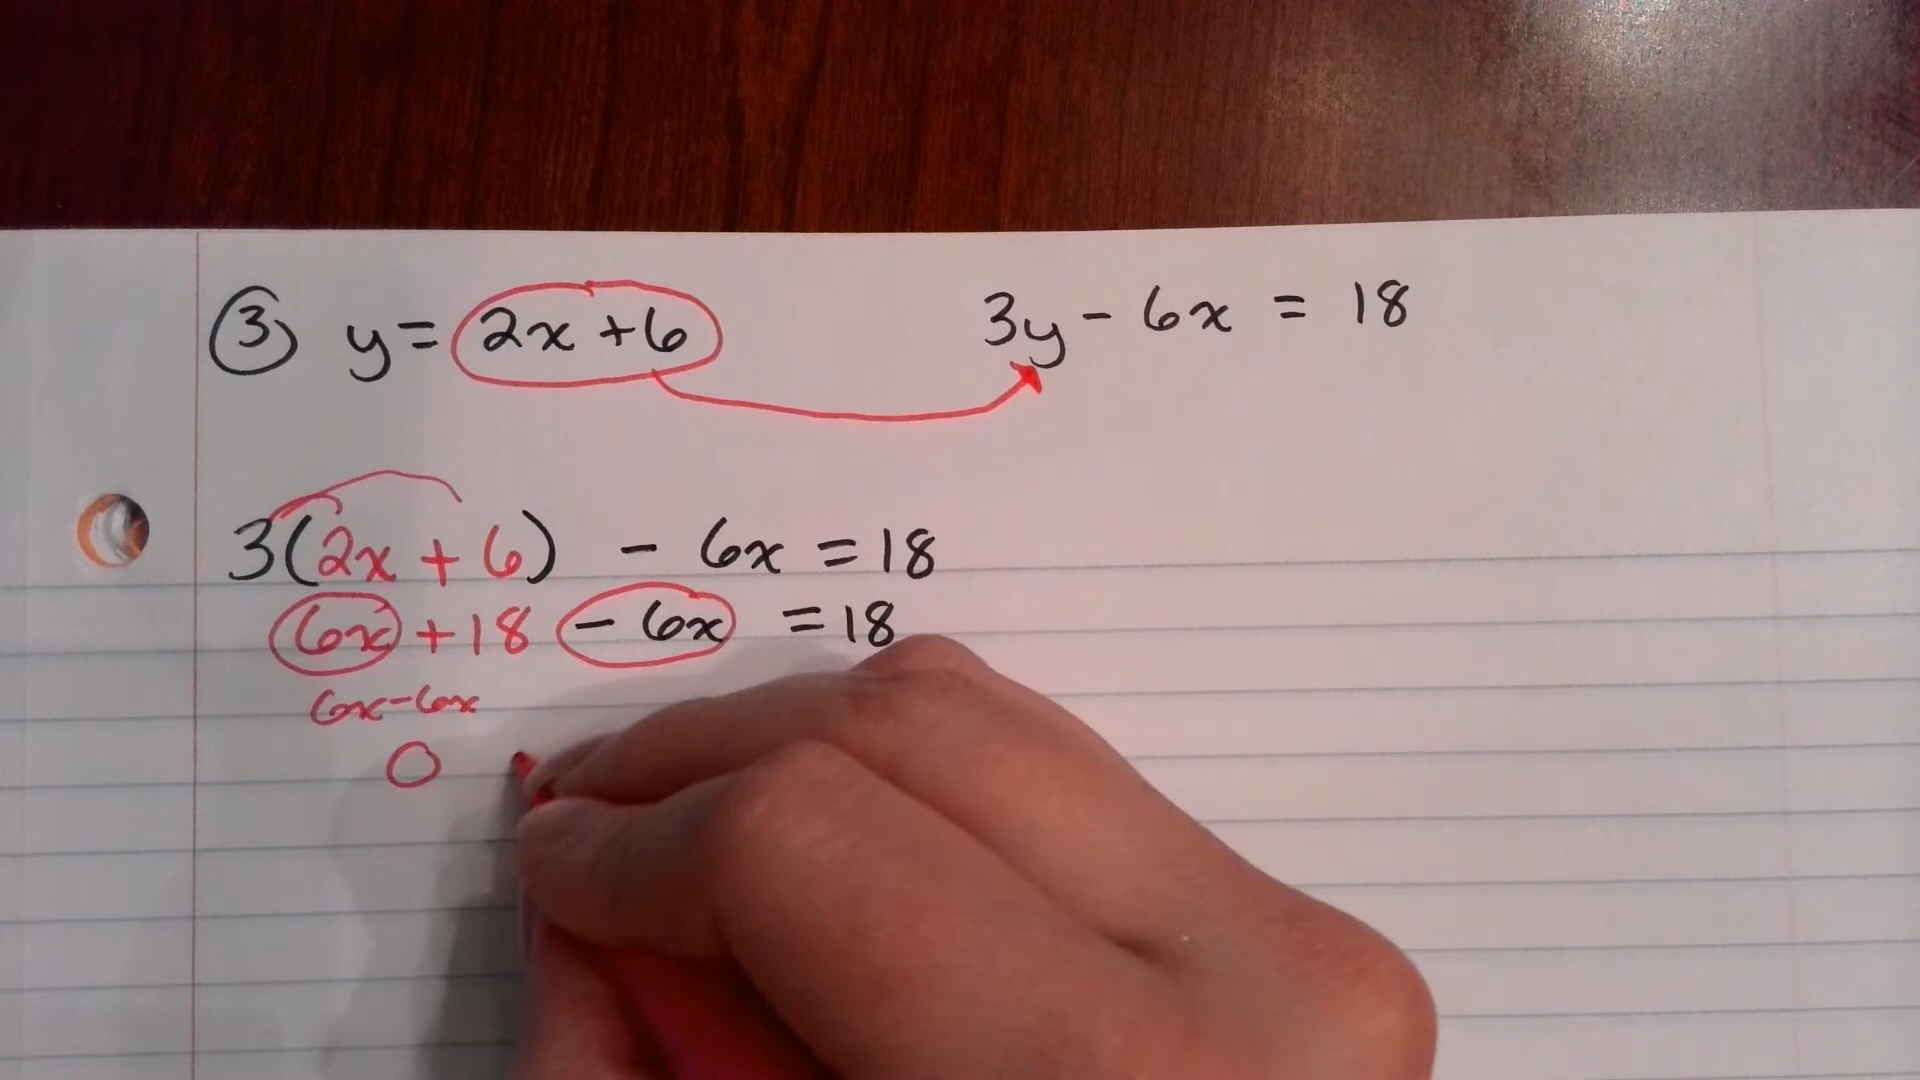 ③ y = 2x + 6 3y - 6x = 18
3(2x + 6) - 6x = 18
6x + 18 - 6x = 18
6x - 6x
0